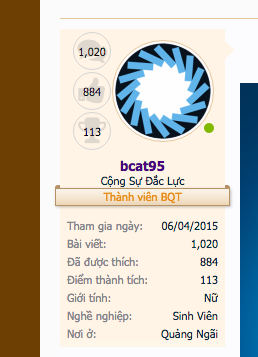 1,020
884
113
bcat95
Cộng Sự Đắc Lực
Thành viên BQT
Tham gia ngày: 06/04/2015
Bài viết: 1,020
Đã được thích: 884
Điểm thành tích: 113
Giới tính: Nữ
Nghề nghiệp: Sinh Viên
Nơi ở: Quảng Ngãi